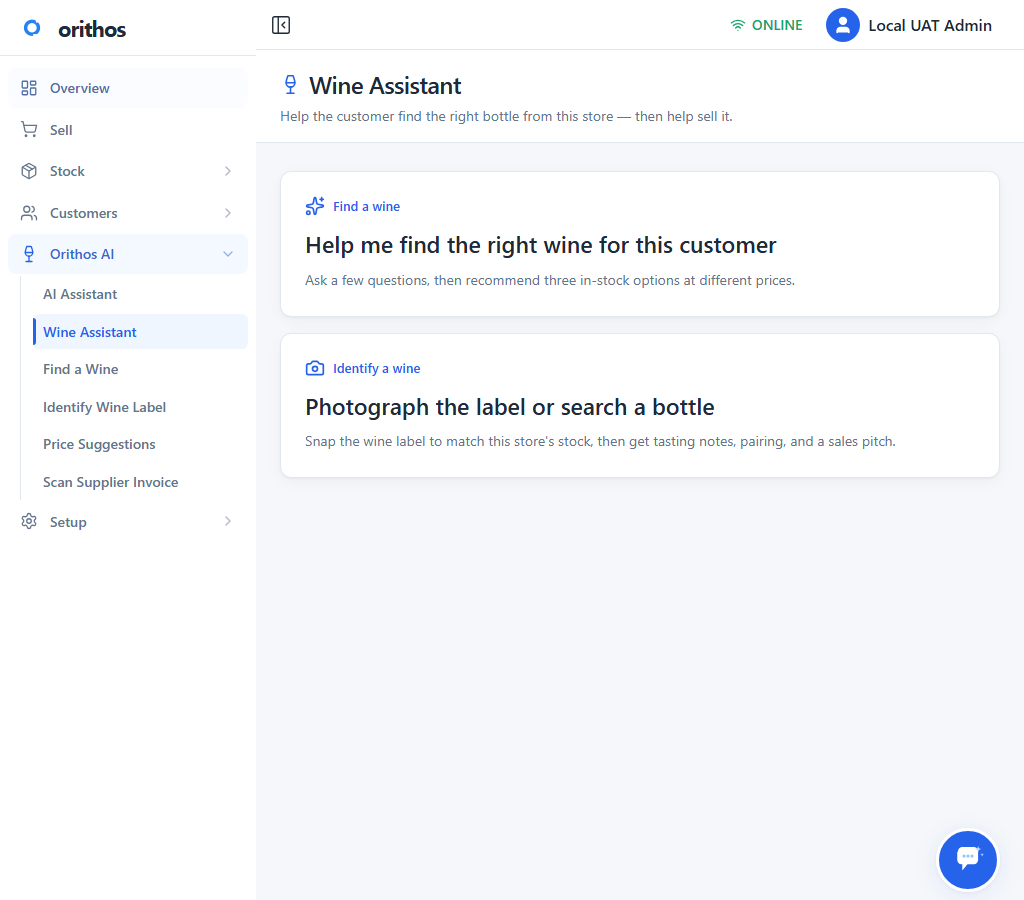 orithos
ONLINE
Local UAT Admin
Overview
Sell
Stock
Customers
Orithos AI
AI Assistant
Wine Assistant
Find a Wine
Identify Wine Label
Price Suggestions
Scan Supplier Invoice
Setup
Wine Assistant
Help the customer find the right bottle from this store — then help sell it.
Find a wine
Help me find the right wine for this customer
Ask a few questions, then recommend three in-stock options at different prices.
Identify a wine
Photograph the label or search a bottle
Snap the wine label to match this store's stock, then get tasting notes, pairing, and a sales pitch.